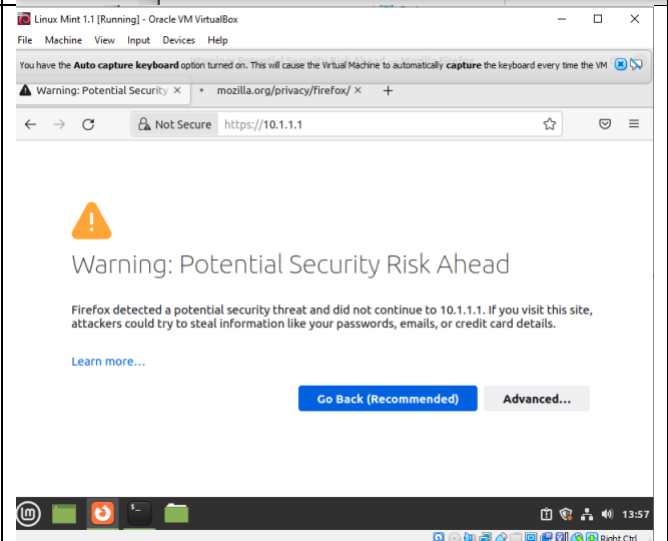 Linux Mint 1.1 [Running] - Oracle VM VirtualBox
File Machine View Input Devices Help
You have the Auto capture keyboard option turned on. This will cause the Virtual Machine to automatically capture the keyboard every time the VM
Warning: Potential Security
mozilla.org/privacy/firefox/
Not Secure https://10.1.1.1
Warning: Potential Security Risk Ahead
Firefox detected a potential security threat and did not continue to 10.1.1.1. If you visit this site,
attackers could try to steal information like your passwords, emails, or credit card details.
Learn more…
Go Back (Recommended) Advanced…
13:57
Right Ctrl